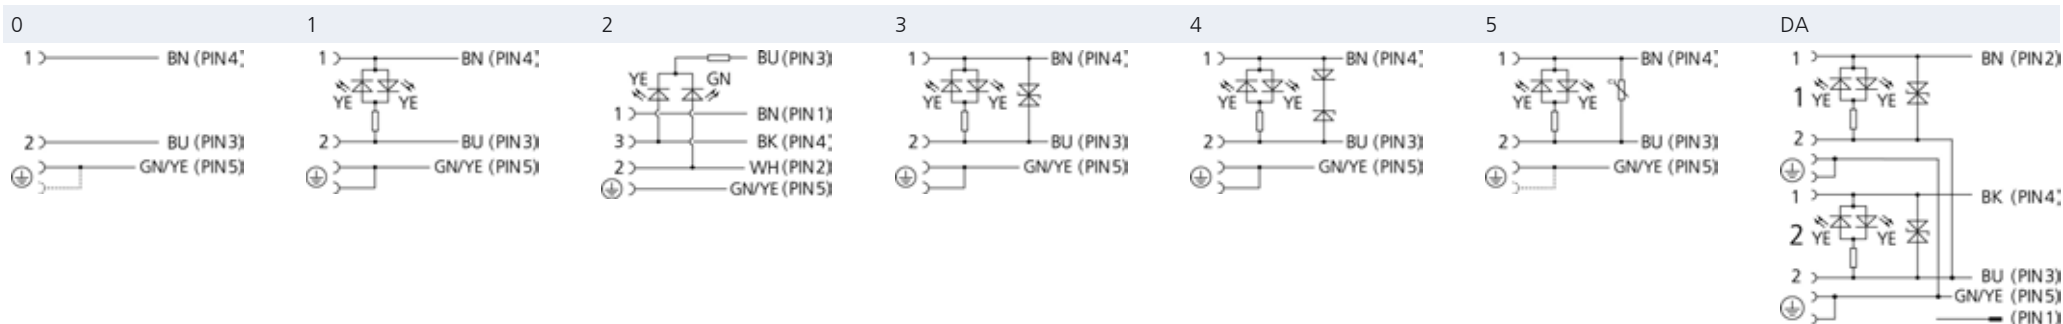 0 1 2 3 4 5 DA
1 BN (PIN4)
2 BU (PIN3)
GN/YE (PIN5)
1 BN (PIN4)
YE YE
2 BU (PIN3)
GN/YE (PIN5)
BU (PIN3)
YE GN
1 BN (PIN1)
3 BK (PIN4)
2 WH (PIN2)
GN/YE (PIN5)
1 BN (PIN4)
YE YE
2 BU (PIN3)
GN/YE (PIN5)
1 BN (PIN4)
YE YE
2 BU (PIN3)
GN/YE (PIN5)
1 BN (PIN4)
YE YE
2 BU (PIN3)
GN/YE (PIN5)
1 BN (PIN2)
1 YE YE
2
1 BK (PIN4)
2 YE YE
2 BU (PIN3)
GN/YE (PIN5)
(PIN1)